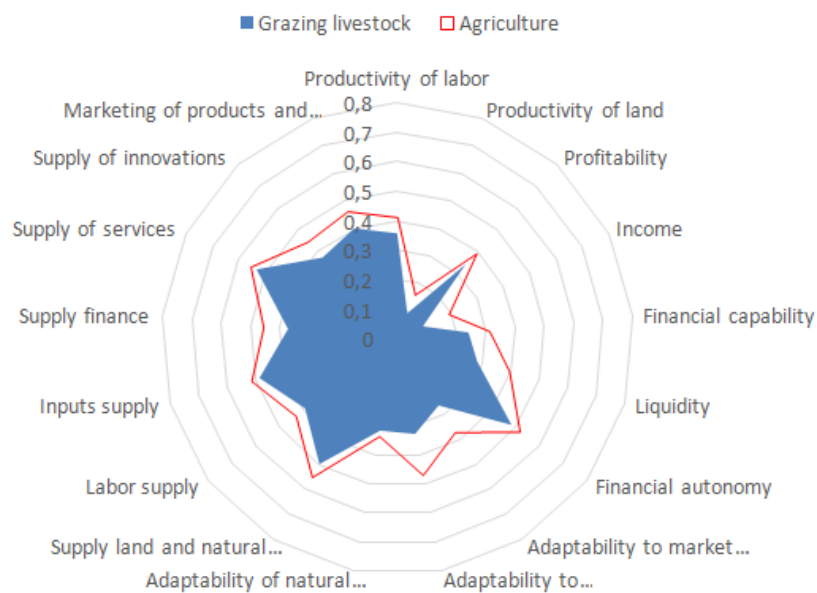 Grazing livestock Agriculture
Productivity of labor
Marketing of products and...
Productivity of land
Supply of innovations
Profitability
Supply of services
Income
Supply finance
Financial capability
Inputs supply
Liquidity
Labor supply
Financial autonomy
Supply land and natural...
Adaptability to market...
Adaptability of natural...
Adaptability to...
0,8
0,7
0,6
0,5
0,4
0,3
0,2
0,1
0